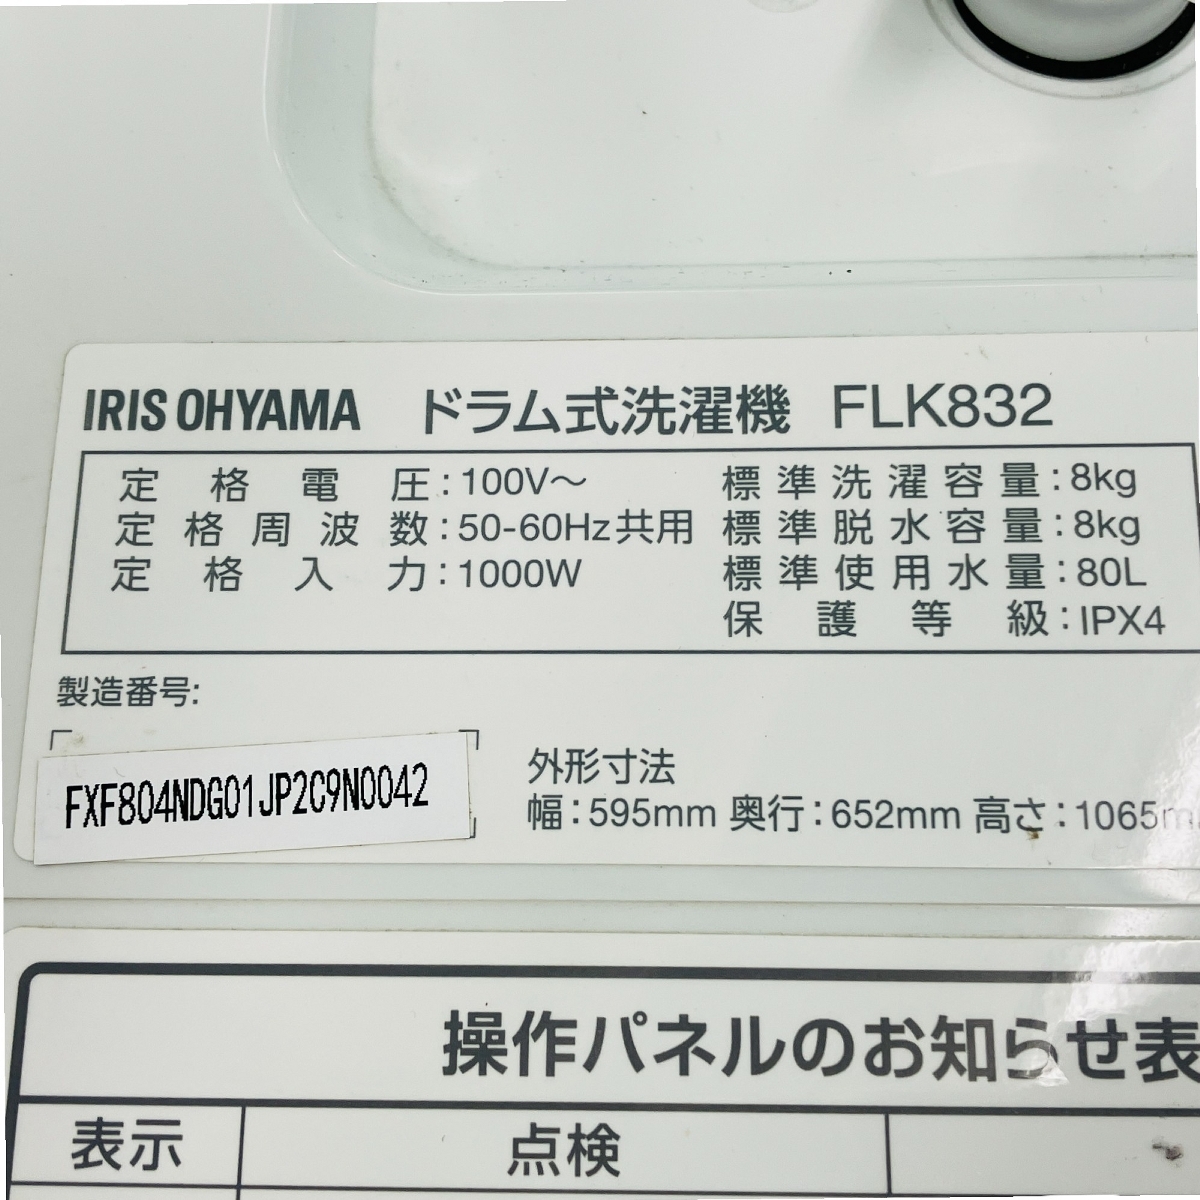 IRIS OHYAMA ドラム式洗濯機 FLK832
定格電圧:100V～ 標準洗濯容量:8kg
定格周波数:50-60Hz共用 標準脱水容量:8kg
定格入力:1000W 標準使用水量:80L
保護等級:IPX4
製造番号:
FXF804NDG01JP2C9N0042
外形寸法
幅:595mm 奥行:652mm 高さ:1065m
操作パネルのお知らせ表
表示 点検